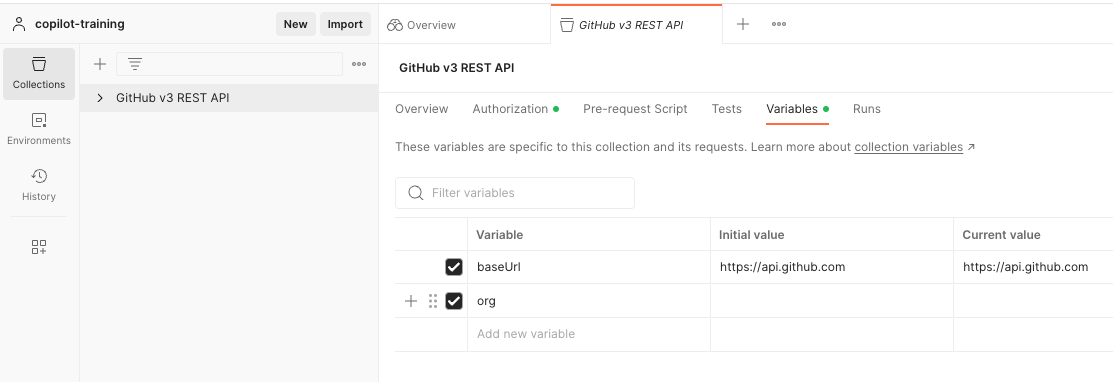 copilot-training New Import
Overview GitHub v3 REST API
Collections
Environments
History
GitHub v3 REST API
GitHub v3 REST API
Overview Authorization Pre-request Script Tests Variables Runs
These variables are specific to this collection and its requests. Learn more about collection variables ↗
Filter variables
Variable Initial value Current value
baseUrl https://api.github.com https://api.github.com
org
Add new variable